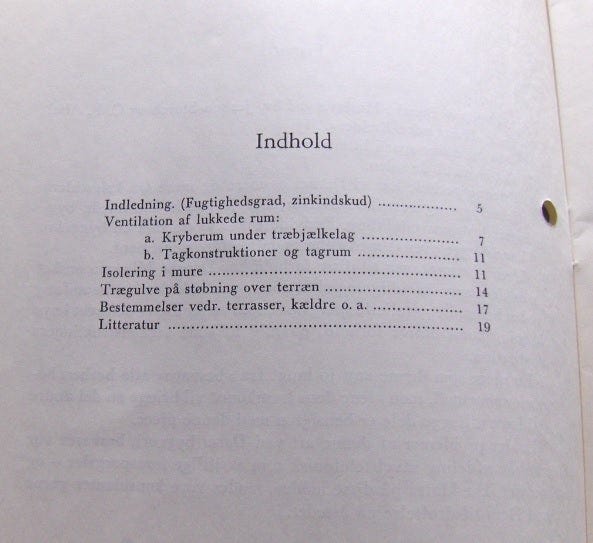 Indhold
Indledning. (Fugtighedsgrad, zinkindskud) .................. 5
Ventilation af lukkede rum:
a. Kryberum under træbjælkelag ...................... 7
b. Tagkonstruktioner og tagrum ....................... 11
Isolering i mure ......................................................... 11
Trægulve på støbning over terræn ................................ 14
Bestemmelser vedr. terrasser, kældre o. a. ..................... 17
Litteratur .................................................................. 19